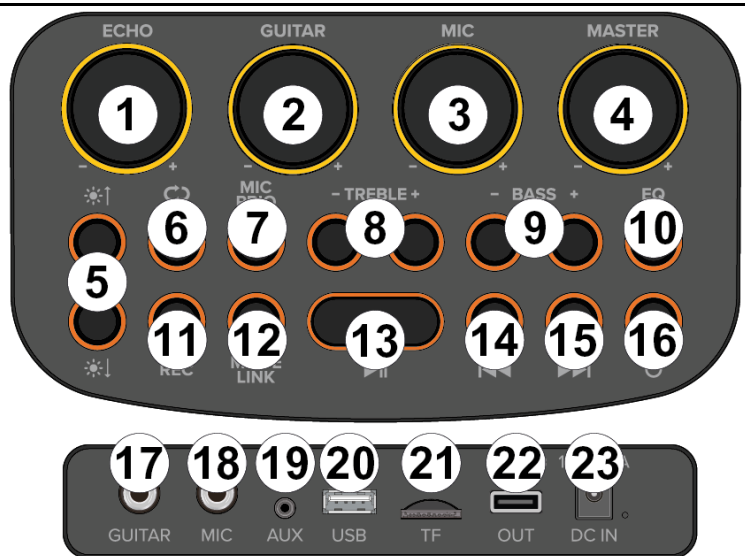 ECHO GUITAR MIC MASTER
1 2 3 4
- + - + - + - +
MIC - TREBLE + - BASS + EQ
6 7 8 9 10
5
11 12 13 14 15 16
REC
LINK
17 18 19 20 21 22 23
GUITAR MIC AUX USB TF OUT DC IN